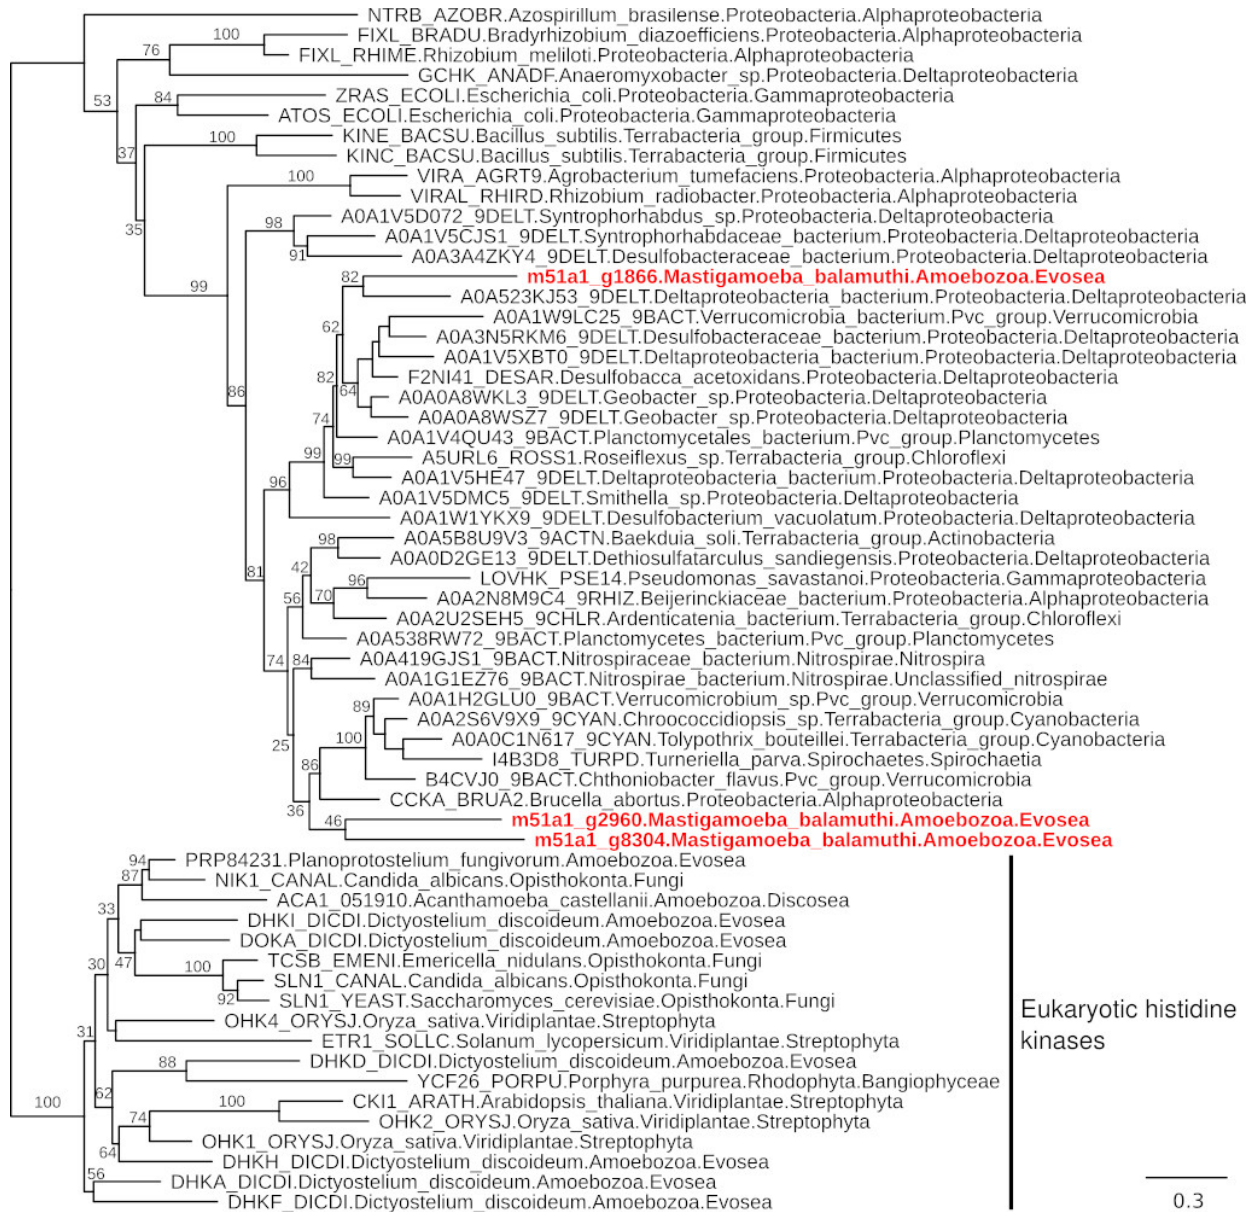 NTRB_AZOBR.Azospirillum_brasilense.Proteobacteria.Alphaproteobacteria
100
FIXL_BRADU.Bradyrhizobium_diazoefficiens.Proteobacteria.Alphaproteobacteria
76
FIXL_RHIME.Rhizobium_meliloti.Proteobacteria.Alphaproteobacteria
GCHK_ANADF.Anaeromyxobacter_sp.Proteobacteria.Deltaproteobacteria
53
84
ZRAS_ECOLI.Escherichia_coli.Proteobacteria.Gammaproteobacteria
ATOS_ECOLI.Escherichia_coli.Proteobacteria.Gammaproteobacteria
100
KINE_BACSU.Bacillus_subtilis.Terrabacteria_group.Firmicutes
37
KINC_BACSU.Bacillus_subtilis.Terrabacteria_group.Firmicutes
100
VIRA_AGRT9.Agrobacterium_tumefaciens.Proteobacteria.Alphaproteobacteria
VIRAL_RHIRD.Rhizobium_radiobacter.Proteobacteria.Alphaproteobacteria
35
98
A0A1V5D072_9DELT.Syntrophorhabdus_sp.Proteobacteria.Deltaproteobacteria
A0A1V5CJS1_9DELT.Syntrophorhabdaceae_bacterium.Proteobacteria.Deltaproteobacteria
91
A0A3A4ZKY4_9DELT.Desulfobacteraceae_bacterium.Proteobacteria.Deltaproteobacteria
99
82
m51a1_g1866.Mastigamoeba_balamuthi.Amoebozoa.Evosea
A0A523KJ53_9DELT.Deltaproteobacteria_bacterium.Proteobacteria.Deltaproteobacteria
A0A1W9LC25_9BACT.Verrucomicrobia_bacterium.Pvc_group.Verrucomicrobia
62
A0A3N5RKM6_9DELT.Desulfobacteraceae_bacterium.Proteobacteria.Deltaproteobacteria
A0A1V5XBT0_9DELT.Deltaproteobacteria_bacterium.Proteobacteria.Deltaproteobacteria
82
F2NI41_DESAR.Desulfobacca_acetoxidans.Proteobacteria.Deltaproteobacteria
86
64
A0A0A8WKL3_9DELT.Geobacter_sp.Proteobacteria.Deltaproteobacteria
74
A0A0A8WSZ7_9DELT.Geobacter_sp.Proteobacteria.Deltaproteobacteria
A0A1V4QU43_9BACT.Planctomycetales_bacterium.Pvc_group.Planctomycetes
99
99
A5URL6_ROSS1.Roseiflexus_sp.Terrabacteria_group.Chloroflexi
A0A1V5HE47_9DELT.Deltaproteobacteria_bacterium.Proteobacteria.Deltaproteobacteria
96
A0A1V5DMC5_9DELT.Smithella_sp.Proteobacteria.Deltaproteobacteria
A0A1W1YKX9_9DELT.Desulfobacterium_vacuolatum.Proteobacteria.Deltaproteobacteria
98
A0A5B8U9V3_9ACTN.Baekduia_soli.Terrabacteria_group.Actinobacteria
A0A0D2GE13_9DELT.Dethiosulfatarculus_sandiegensis.Proteobacteria.Deltaproteobacteria
81
42
96
LOVHK_PSE14.Pseudomonas_savastanoi.Proteobacteria.Gammaproteobacteria
56
70
A0A2N8M9C4_9RHIZ.Beijerinckiaceae_bacterium.Proteobacteria.Alphaproteobacteria
A0A2U2SEH5_9CHLR.Ardenticatenia_bacterium.Terrabacteria_group.Chloroflexi
A0A538RW72_9BACT.Planctomycetes_bacterium.Pvc_group.Planctomycetes
74
84
A0A419GJS1_9BACT.Nitrospiraceae_bacterium.Nitrospirae.Nitrospira
A0A1G1EZ76_9BACT.Nitrospirae_bacterium.Nitrospirae.Unclassified_nitrospirae
89
A0A1H2GLU0_9BACT.Verrucomicrobium_sp.Pvc_group.Verrucomicrobia
A0A2S6V9X9_9CYAN.Chroococcidiopsis_sp.Terrabacteria_group.Cyanobacteria
25
100
A0A0C1N617_9CYAN.Tolypothrix_bouteillei.Terrabacteria_group.Cyanobacteria
I4B3D8_TURPD.Turneriella_parva.Spirochaetes.Spirochaetia
86
B4CVJ0_9BACT.Chthoniobacter_flavus.Pvc_group.Verrucomicrobia
CCKA_BRUA2.Brucella_abortus.Proteobacteria.Alphaproteobacteria
36
46
m51a1_g2960.Mastigamoeba_balamuthi.Amoebozoa.Evosea
m51a1_g8304.Mastigamoeba_balamuthi.Amoebozoa.Evosea
94
PRP84231.Planoprotostelium_fungivorum.Amoebozoa.Evosea
87
NIK1_CANAL.Candida_albicans.Opisthokonta.Fungi
ACA1_051910.Acanthamoeba_castellanii.Amoebozoa.Discosea
33
DHKI_DICDI.Dictyostelium_discoideum.Amoebozoa.Evosea
DOKA_DICDI.Dictyostelium_discoideum.Amoebozoa.Evosea
30
47
100
TCSB_EMENI.Emericella_nidulans.Opisthokonta.Fungi
SLN1_CANAL.Candida_albicans.Opisthokonta.Fungi
92
SLN1_YEAST.Saccharomyces_cerevisiae.Opisthokonta.Fungi
OHK4_ORYSJ.Oryza_sativa.Viridiplantae.Streptophyta
31
ETR1_SOLLC.Solanum_lycopersicum.Viridiplantae.Streptophyta
88
DHKD_DICDI.Dictyostelium_discoideum.Amoebozoa.Evosea
YCF26_PORPU.Porphyra_purpurea.Rhodophyta.Bangiophyceae
62
100
100
CKI1_ARATH.Arabidopsis_thaliana.Viridiplantae.Streptophyta
74
OHK2_ORYSJ.Oryza_sativa.Viridiplantae.Streptophyta
OHK1_ORYSJ.Oryza_sativa.Viridiplantae.Streptophyta
64
DHKH_DICDI.Dictyostelium_discoideum.Amoebozoa.Evosea
56
DHKA_DICDI.Dictyostelium_discoideum.Amoebozoa.Evosea
DHKF_DICDI.Dictyostelium_discoideum.Amoebozoa.Evosea
Eukaryotic histidine
kinases
0.3